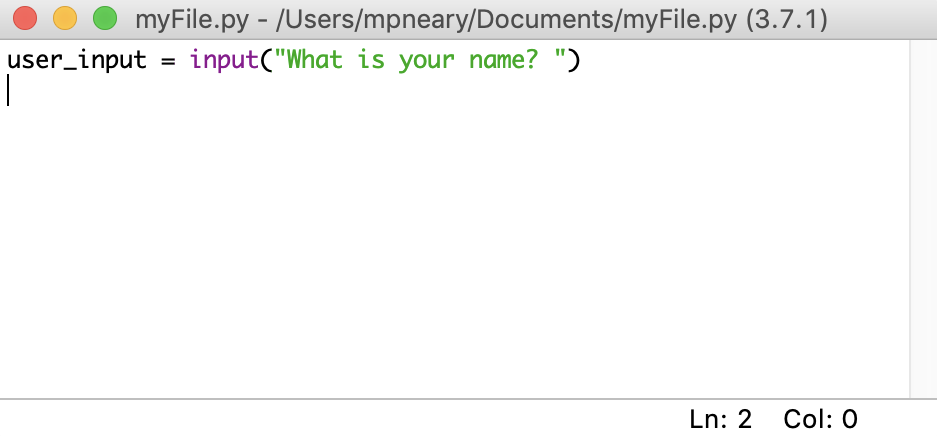 myFile.py - /Users/mpneary/Documents/myFile.py (3.7.1)
user_input = input("What is your name? ")
Ln: 2 Col: 0